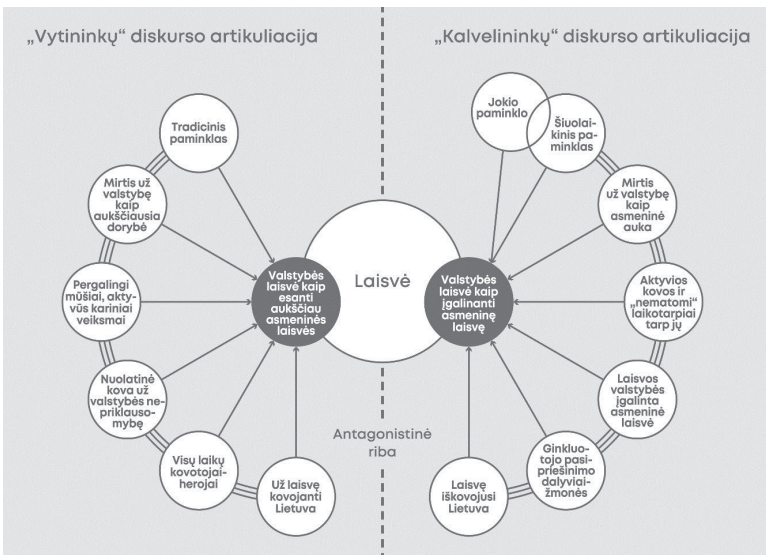 „Vytininkų“ diskurso artikuliacija
Tradicinis
paminklas
Mirtis už
valstybę
kaip
aukščiausia
dorybė
Pergalingi
mūšiai, akty-
vūs kariniai
veiksmai
Nuolatinė
kova už
valstybės ne-
priklauso-
mybę
Visų laikų
kovotojai-
herojai
Už laisvę
kovojanti
Lietuva
Valstybės
laisvė kaip
esanti
aukščiau
asmeninės
laisvės
Laisvė
Antagonistinė
riba
„Kalvelininkų“ diskurso artikuliacija
Jokio
paminklo
Šiuolai-
kinis pa-
minklas
Mirtis
už valstybę
kaip
asmeninė
auka
Aktyvios
kovos ir
„nematomi“
laikotarpiai
tarp jų
Laisvos
valstybės
įgalinta
asmeninė
laisvė
Ginkluo-
tojo pasi-
priešinimo
dalyviai-
žmonės
Laisvę
iškovojusi
Lietuva
Valstybės
laisvė kaip
įgalinanti
asmeninę
laisvę